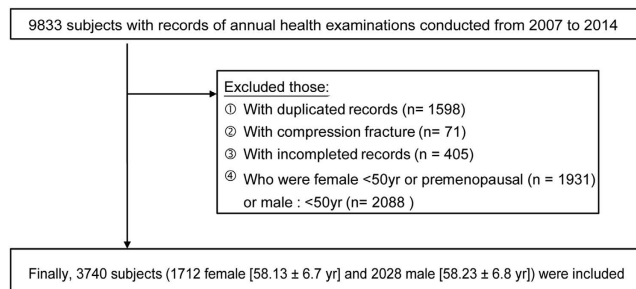 9833 subjects with records of annual health examinations conducted from 2007 to 2014
Excluded those:
① With duplicated records (n= 1598)
② With compression fracture (n= 71)
③ With incompleted records (n = 405)
④ Who were female <50yr or premenopausal (n = 1931)
or male : <50yr (n= 2088 )
Finally, 3740 subjects (1712 female [58.13 ± 6.7 yr] and 2028 male [58.23 ± 6.8 yr]) were included